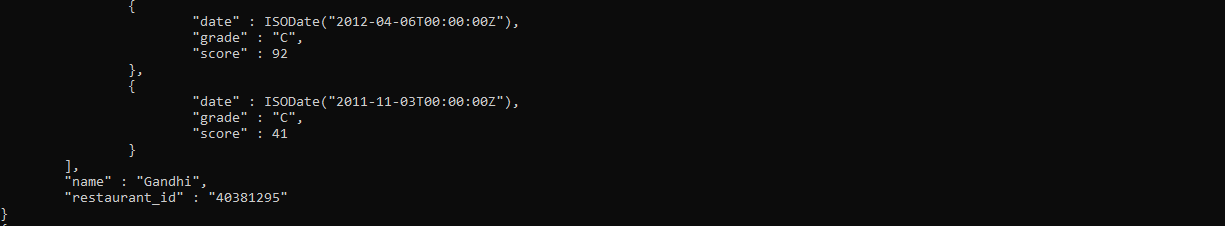 {
"date" : ISODate("2012-04-06T00:00:00Z"),
"grade" : "C",
"score" : 92
},
{
"date" : ISODate("2011-11-03T00:00:00Z"),
"grade" : "C",
"score" : 41
}
],
"name" : "Gandhi",
"restaurant_id" : "40381295"
}
{